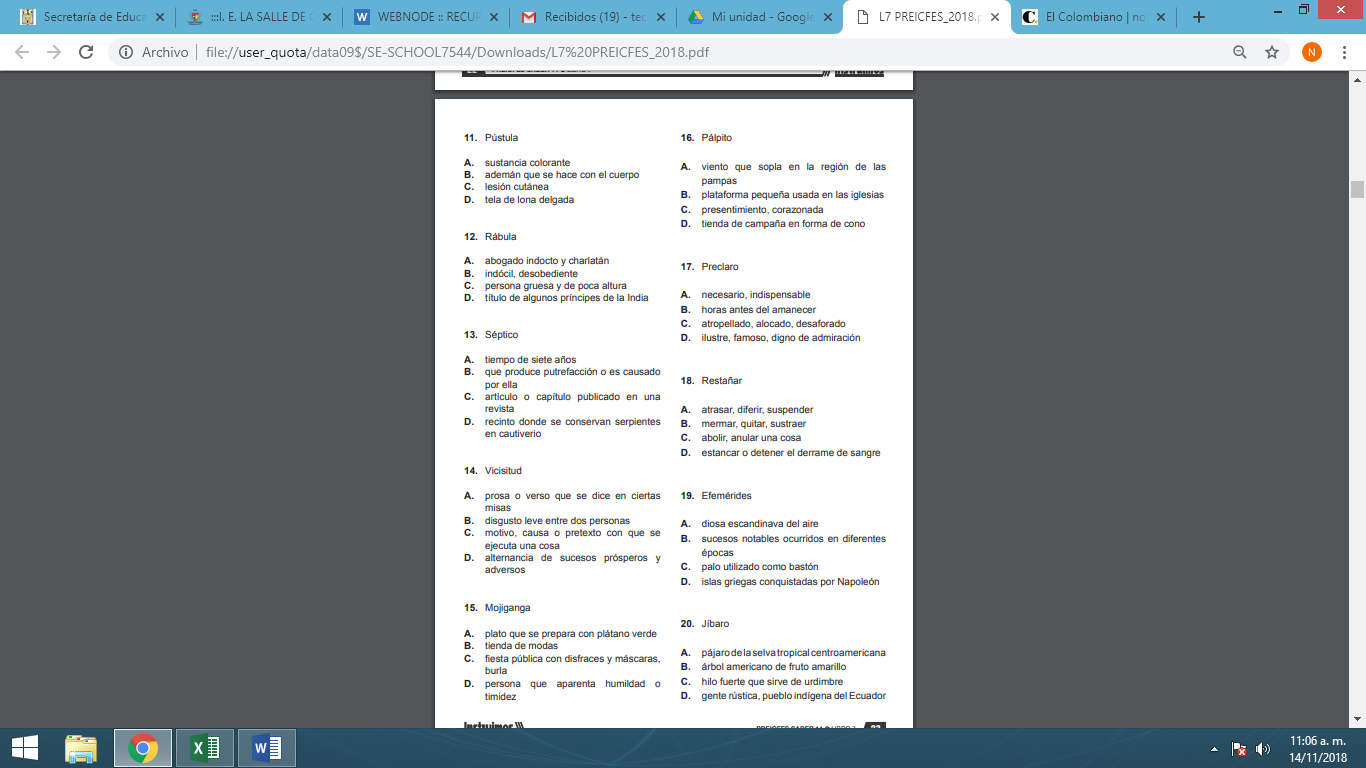 Secretaría de Educa
:::I. E. LA SALLE DE C
WEBNODE :: RECUP
Recibidos (19) - tec
Mi unidad - Google
L7 PREICFES_2018.p
El Colombiano | no
Archivo | file://user_quota/data09$/SE-SCHOOL7544/Downloads/L7%20PREICFES_2018.pdf
N
11. Pústula
A. sustancia colorante
B. ademán que se hace con el cuerpo
C. lesión cutánea
D. tela de lona delgada
12. Rábula
A. abogado indocto y charlatán
B. indócil, desobediente
C. persona gruesa y de poca altura
D. título de algunos príncipes de la India
13. Séptico
A. tiempo de siete años
B. que produce putrefacción o es causado
por ella
C. artículo o capítulo publicado en una
revista
D. recinto donde se conservan serpientes
en cautiverio
14. Vicisitud
A. prosa o verso que se dice en ciertas
misas
B. disgusto leve entre dos personas
C. motivo, causa o pretexto con que se
ejecuta una cosa
D. alternancia de sucesos prósperos y
adversos
15. Mojiganga
A. plato que se prepara con plátano verde
B. tienda de modas
C. fiesta pública con disfraces y máscaras,
burla
D. persona que aparenta humildad o
timidez
16. Pálpito
A. viento que sopla en la región de las
pampas
B. plataforma pequeña usada en las iglesias
C. presentimiento, corazonada
D. tienda de campaña en forma de cono
17. Preclaro
A. necesario, indispensable
B. horas antes del amanecer
C. atropellado, alocado, desaforado
D. ilustre, famoso, digno de admiración
18. Restañar
A. atrasar, diferir, suspender
B. mermar, quitar, sustraer
C. abolir, anular una cosa
D. estancar o detener el derrame de sangre
19. Efemérides
A. diosa escandinava del aire
B. sucesos notables ocurridos en diferentes
épocas
C. palo utilizado como bastón
D. islas griegas conquistadas por Napoleón
20. Jíbaro
A. pájaro de la selva tropical centroamericana
B. árbol americano de fruto amarillo
C. hilo fuerte que sirve de urdimbre
D. gente rústica, pueblo indígena del Ecuador
11:06 a. m.
14/11/2018